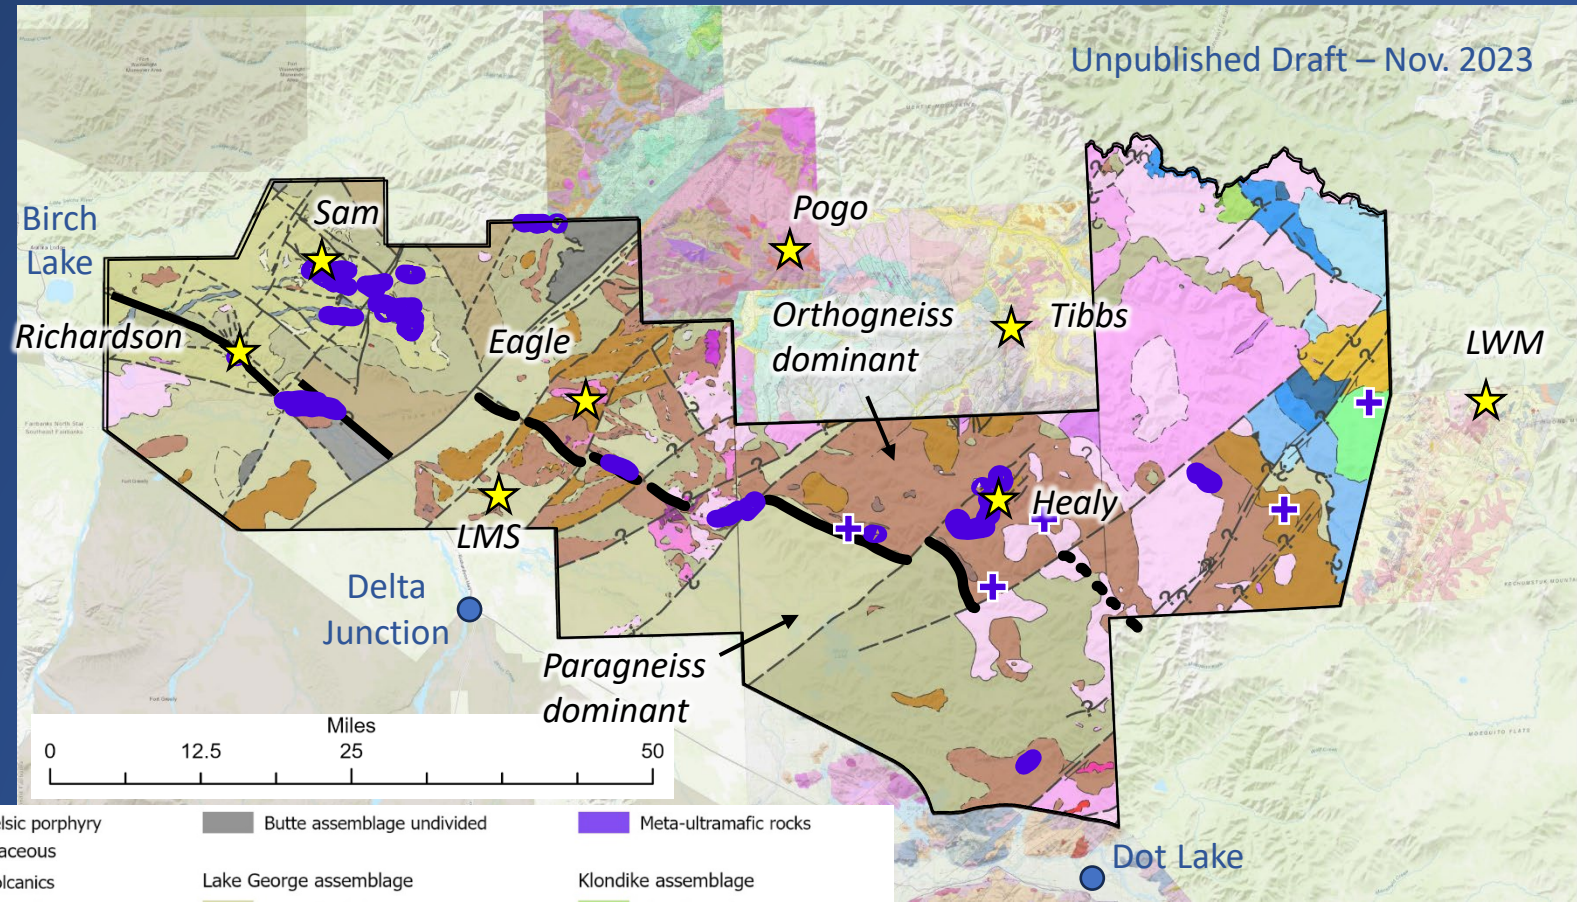 Unpublished Draft – Nov. 2023
Birch
Lake
Sam
Pogo
Richardson
Eagle
Orthogneiss
dominant
Tibbs
LWM
LMS
Healy
Delta
Junction
Paragneiss
dominant
Miles
0 12.5 25 50
Dot Lake
lsic porphyry
Butte assemblage undivided
Meta-ultramafic rocks
aceous
lcanics
Lake George assemblage
Klondike assemblage
? ? ? ? ? ? ?